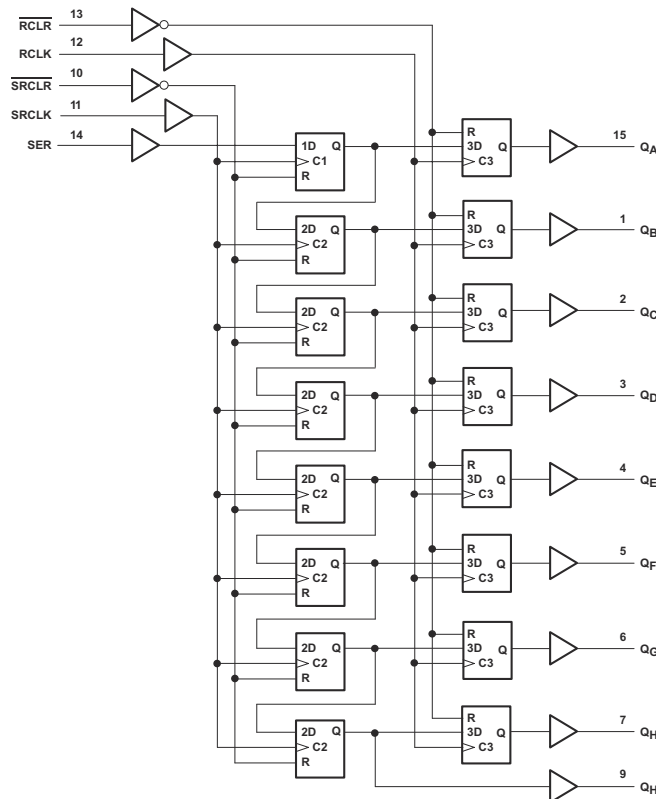 RCLR 13
RCLK 12
SRCLR 10
SRCLK 11
SER 14
1D Q
C1
R
R
3D Q
C3
15 QA
2D Q
C2
R
R
3D Q
C3
1 QB
2D Q
C2
R
R
3D Q
C3
2 QC
2D Q
C2
R
R
3D Q
C3
3 QD
2D Q
C2
R
R
3D Q
C3
4 QE
2D Q
C2
R
R
3D Q
C3
5 QF
2D Q
C2
R
R
3D Q
C3
6 QG
2D Q
C2
R
R
3D Q
C3
7 QH
9 QH